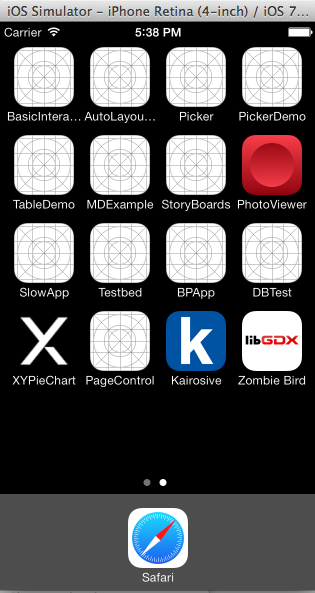 iOS Simulator - iPhone Retina (4-inch) / iOS 7...
Carrier 5:38 PM
BasicIntera... AutoLayou... Picker PickerDemo
TableDemo MDExample StoryBoards PhotoViewer
SlowApp Testbed BPApp DBTest
X k libGDX
XYPieChart PageControl Kairosive Zombie Bird
Safari